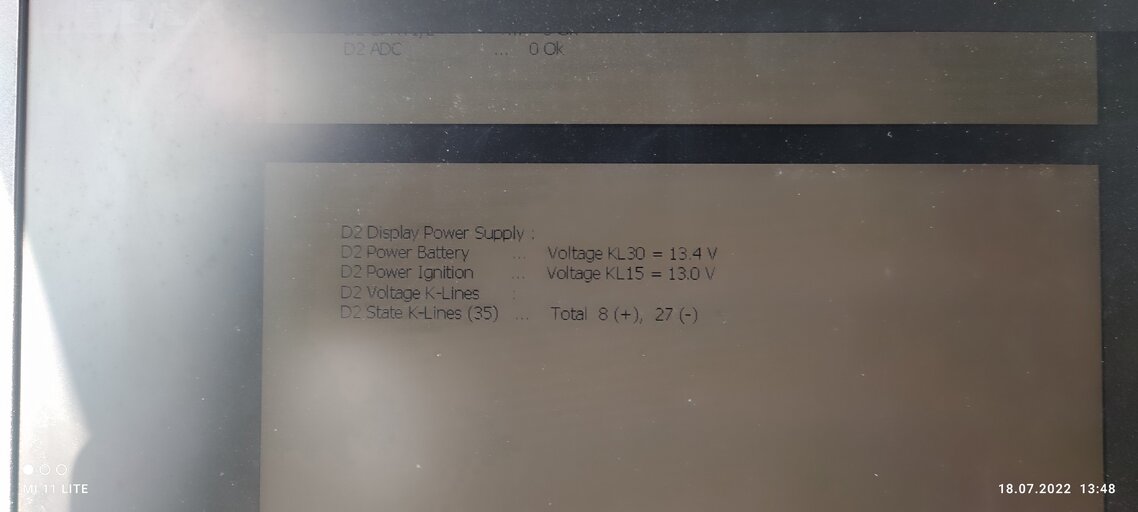 D2 ADC ... 0 Ok
D2 Display Power Supply :
D2 Power Battery ... Voltage KL30 = 13.4 V
D2 Power Ignition ... Voltage KL15 = 13.0 V
D2 Voltage K-Lines :
D2 State K-Lines (35) ... Total 8 (+), 27 (-)
MI 11 LITE
18.07.2022 13:48